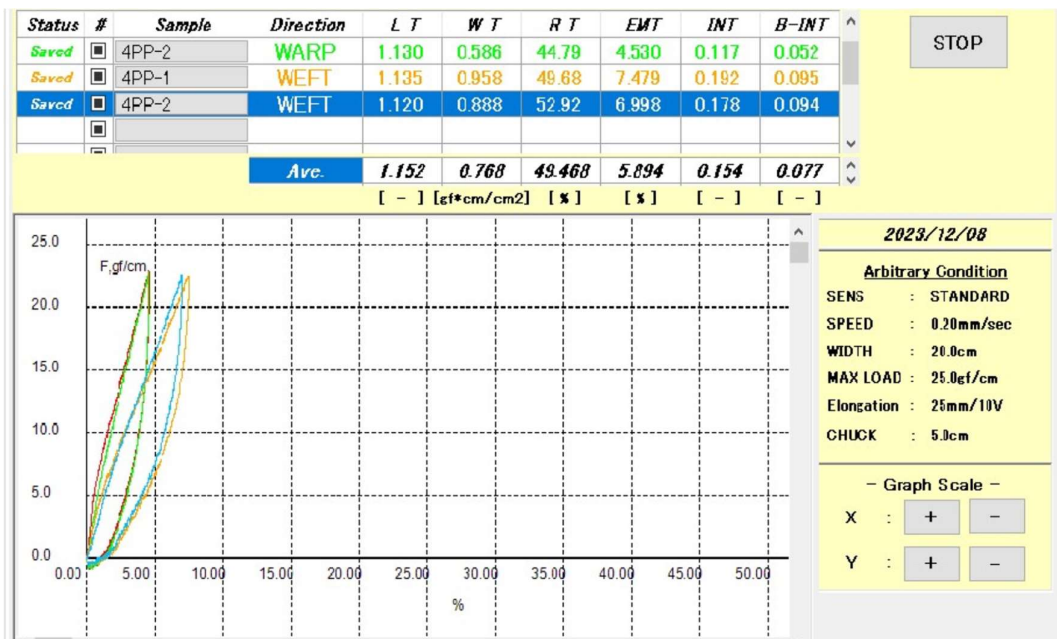 Status # Sample Direction L T W T R T EMT INT B-INT
Saved 4PP-2 WARP 1.130 0.586 44.79 4.530 0.117 0.052
Saved 4PP-1 WEFT 1.135 0.958 49.68 7.479 0.192 0.095
Saved 4PP-2 WEFT 1.120 0.888 52.92 6.998 0.178 0.094
Ave. 1.152 0.768 49.468 5.894 0.154 0.077
[ - ] [gf*cm/cm2] [ % ] [ % ] [ - ] [ - ]
STOP
25.0
F,gf/cm
20.0
15.0
10.0
5.0
0.0
0.00 5.00 10.00 15.00 20.00 25.00 30.00 35.00 40.00 45.00 50.00
%
2023/12/08
Arbitrary Condition
SENS : STANDARD
SPEED : 0.20mm/sec
WIDTH : 20.0cm
MAX LOAD : 25.0gf/cm
Elongation : 25mm/10V
CHUCK : 5.0cm
- Graph Scale -
X : + -
Y : + -